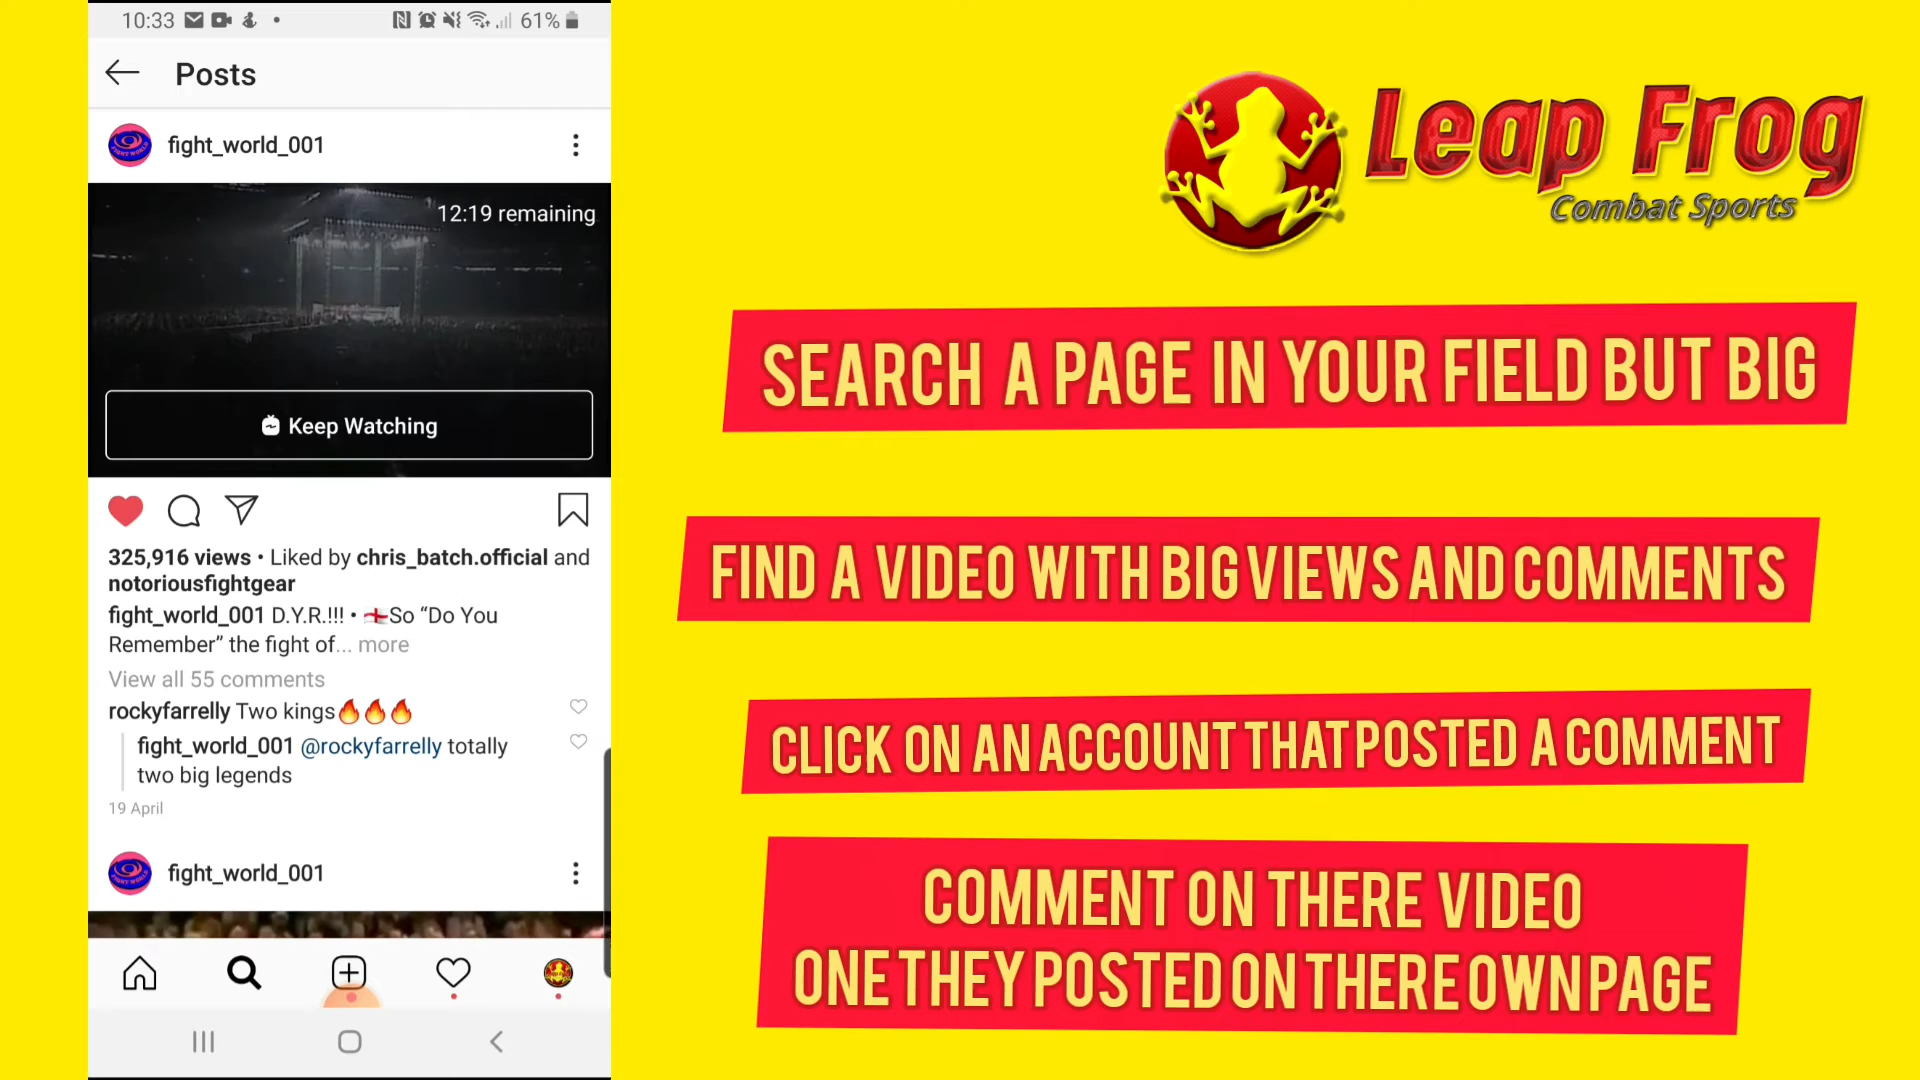 10:33
61%
Posts
fight_world_001
12:19 remaining
Keep Watching
325,916 views • Liked by chris_batch.official and
notoriousfightgear
fight_world_001 D.Y.R.!!! • 🏴󠁧󠁢󠁥󠁮󠁧󠁿So “Do You
Remember” the fight of... more
View all 55 comments
rockyfarrelly Two kings🔥🔥🔥
fight_world_001 @rockyfarrelly totally
two big legends
19 April
fight_world_001
Leap Frog
Combat Sports
SEARCH A PAGE IN YOUR FIELD BUT BIG
FIND A VIDEO WITH BIG VIEWS AND COMMENTS
CLICK ON AN ACCOUNT THAT POSTED A COMMENT
COMMENT ON THERE VIDEO
ONE THEY POSTED ON THERE OWN PAGE